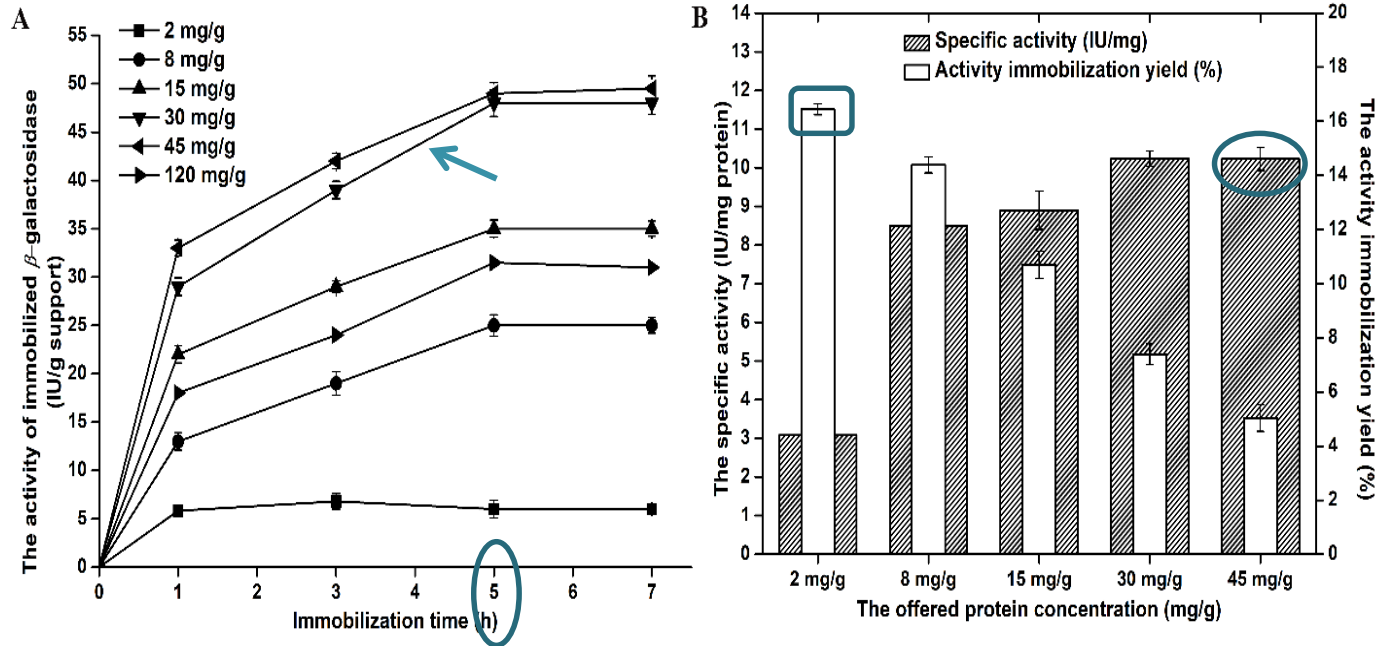 A
2 mg/g
8 mg/g
15 mg/g
30 mg/g
45 mg/g
120 mg/g
The activity of immobilized β-galactosidase
(IU/g support)
55
50
45
40
35
30
25
20
15
10
5
0
0 1 2 3 4 5 6 7
Immobilization time (h)
B
Specific activity (IU/mg)
Activity immobilization yield (%)
The specific activity (IU/mg protein)
14
13
12
11
10
9
8
7
6
5
4
3
2
1
0
2 mg/g 8 mg/g 15 mg/g 30 mg/g 45 mg/g
The offered protein concentration (mg/g)
20
18
16
14
12
10
8
6
4
2
0
The activity immobilization yield (%)